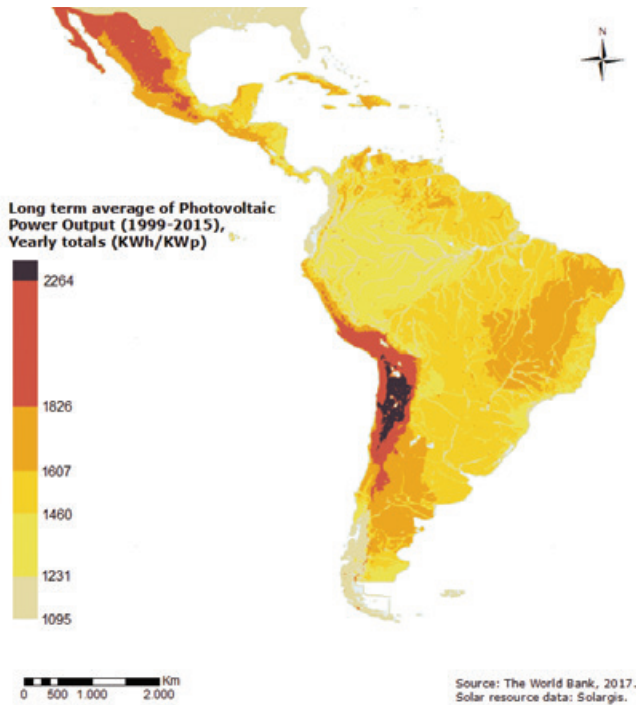 N
Long term average of Photovoltaic
Power Output (1999-2015),
Yearly totals (KWh/KWp)
2264
1826
1607
1460
1231
1095
Km
0 500 1.000 2.000
Source: The World Bank, 2017.
Solar resource data: Solargis.